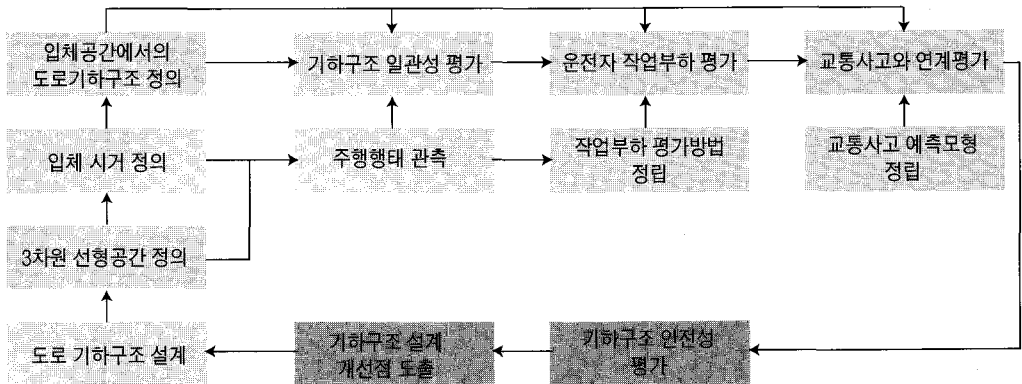 입체공간에서의
도로기하구조 정의
기하구조 일관성 평가
운전자 작업부하 평가
교통사고와 연계평가
입체 시거 정의
주행행태 관측
작업부하 평가방법
정립
교통사고 예측모형
정립
3차원 선형공간 정의
도로 기하구조 설계
기하구조 설계
개선점 도출
기하구조 안전성
평가